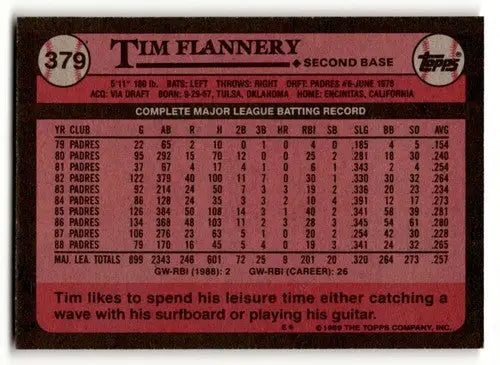 379
TIM FLANNERY
SECOND BASE
Topps
5'11" 180 lb. BATS: LEFT THROWS: RIGHT DRFT: PADRES #6-JUNE 1978
ACQ: VIA DRAFT BORN: 9-29-57, TULSA, OKLAHOMA HOME: ENCINITAS, CALIFORNIA
COMPLETE MAJOR LEAGUE BATTING RECORD
YR CLUB G AB R H 2B 3B HR RBI SB SLG BB SO AVG
79 PADRES 22 65 2 10 0 1 0 4 0 .185 4 5 .154
80 PADRES 95 292 15 70 12 0 0 25 2 .281 18 30 .240
81 PADRES 37 67 4 17 4 1 0 6 1 .343 2 4 .254
82 PADRES 122 379 40 100 11 7 0 30 1 .330 30 32 .264
83 PADRES 92 214 24 50 7 3 3 19 2 .336 20 23 .234
84 PADRES 86 128 24 35 3 3 2 10 4 .391 12 17 .273
85 PADRES 126 384 50 108 14 3 1 40 2 .341 58 39 .281
86 PADRES 134 368 48 103 11 2 3 28 3 .345 54 61 .280
87 PADRES 106 276 23 63 5 1 0 20 2 .254 42 30 .228
88 PADRES 79 170 16 45 5 4 0 19 3 .341 24 32 .265
MAJ. LEA. TOTALS 899 2343 246 601 72 25 9 201 20 .320 264 273 .257
GW-RBI (1988): 2 GW-RBI (CAREER): 26
Tim likes to spend his leisure time either catching a
wave with his surfboard or playing his guitar.
E* © 1989 THE TOPPS COMPANY, INC.